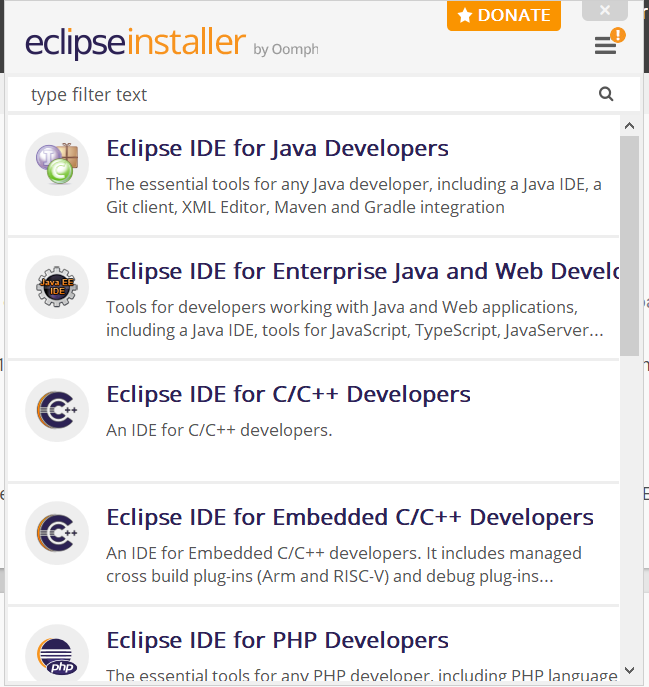 DONATE
eclipseinstaller by Oomph
type filter text
Eclipse IDE for Java Developers
The essential tools for any Java developer, including a Java IDE, a
Git client, XML Editor, Maven and Gradle integration
Java EE
IDE
Eclipse IDE for Enterprise Java and Web Develo
Tools for developers working with Java and Web applications,
including a Java IDE, tools for JavaScript, TypeScript, JavaServer...
C++
Eclipse IDE for C/C++ Developers
An IDE for C/C++ developers.
C++
Eclipse IDE for Embedded C/C++ Developers
An IDE for Embedded C/C++ developers. It includes managed
cross build plug-ins (Arm and RISC-V) and debug plug-ins...
php
Eclipse IDE for PHP Developers
The essential tools for any PHP developer, including PHP language